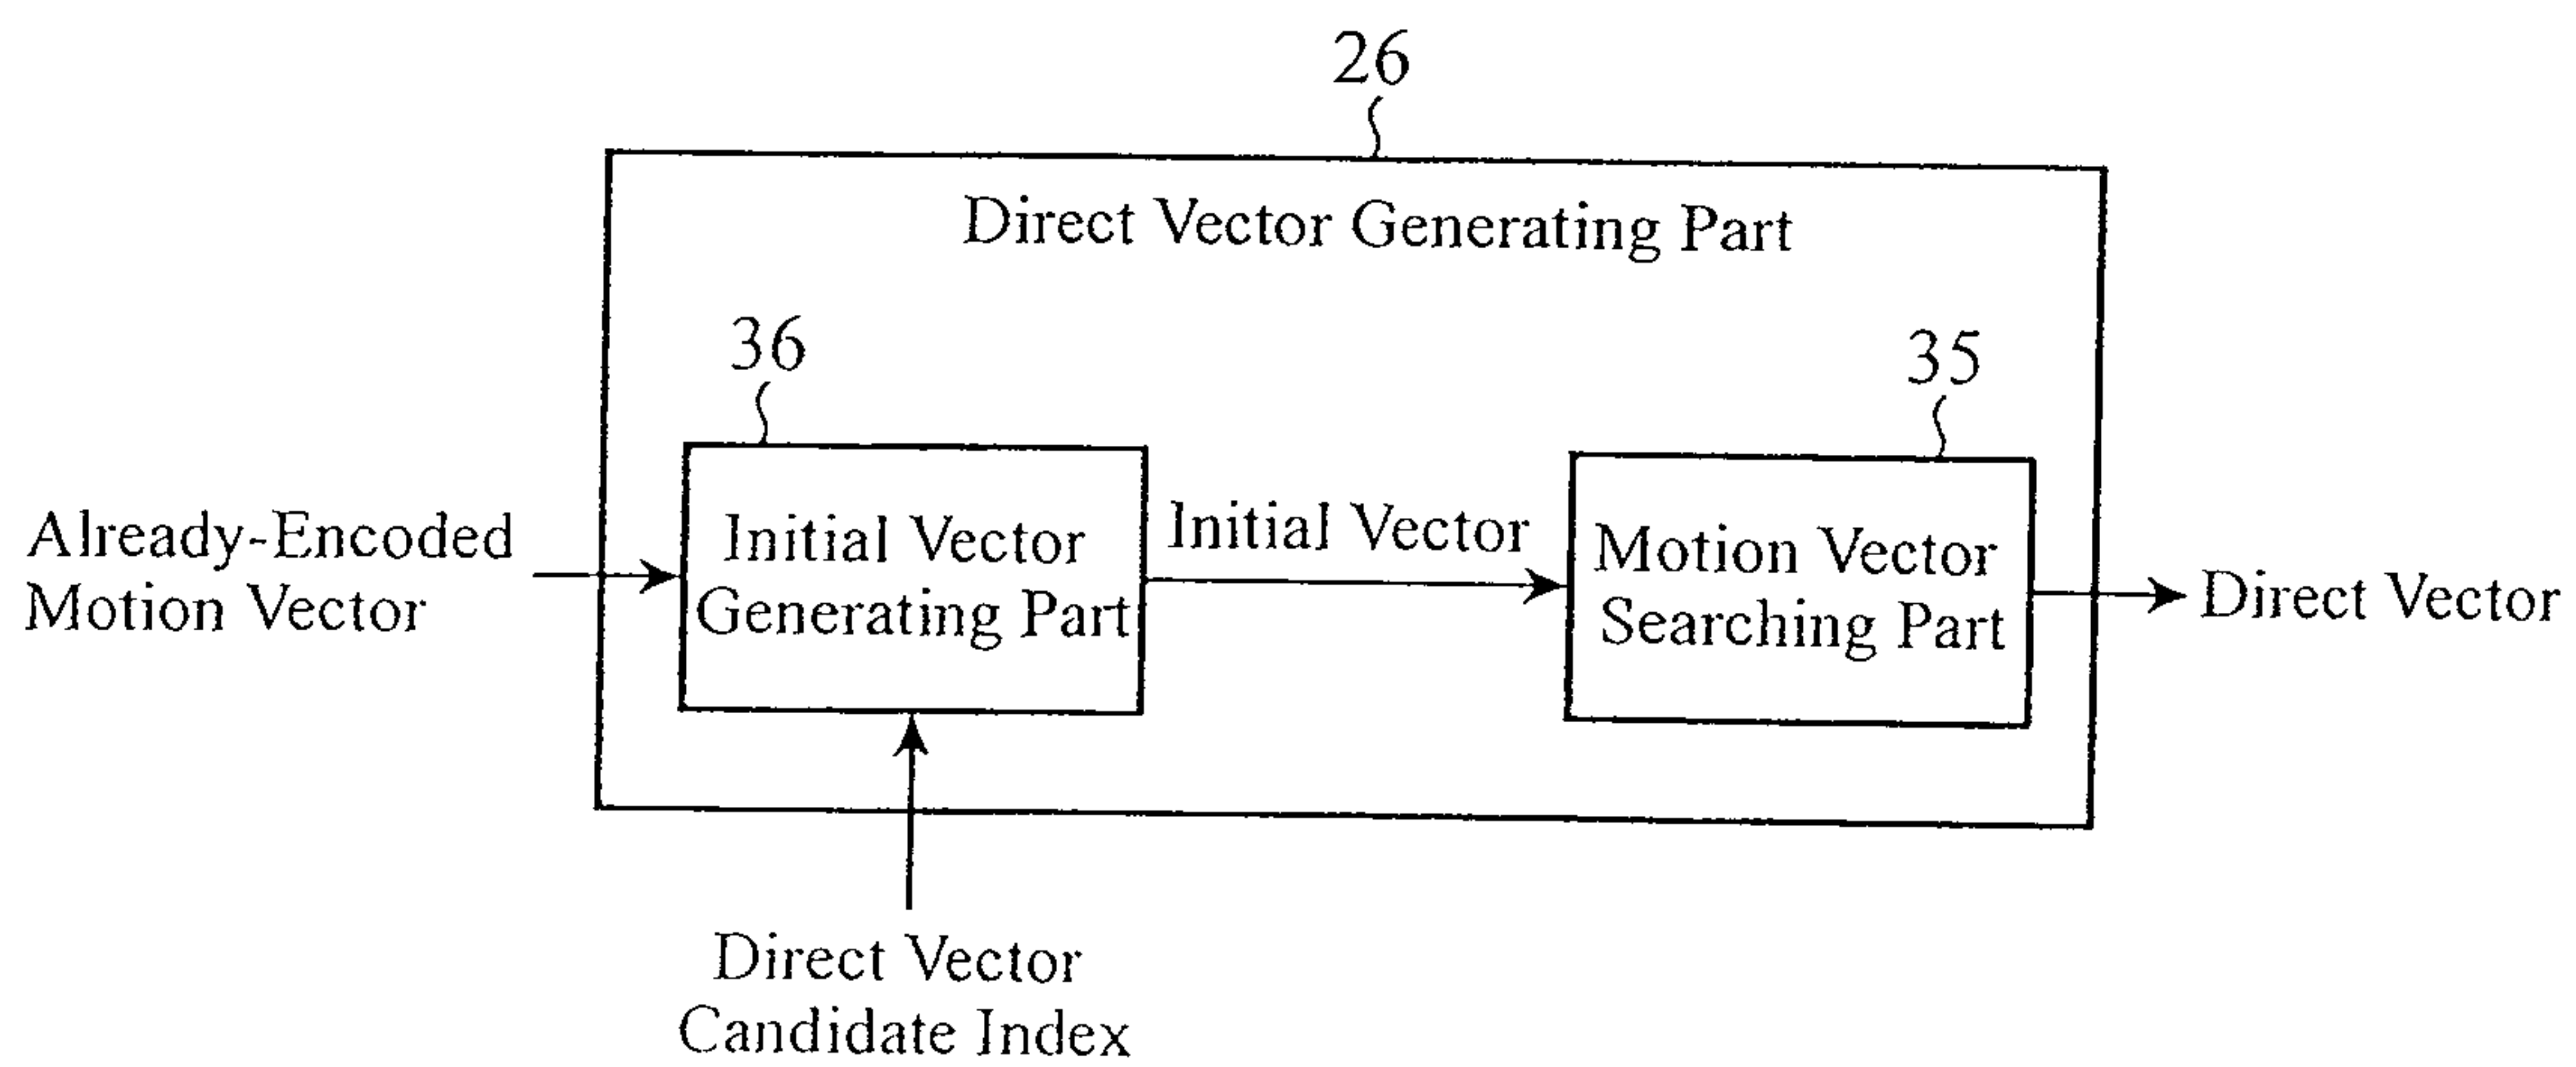 26
Direct Vector Generating Part
36
35
Already-Encoded
Motion Vector
Initial Vector
Generating Part
Initial Vector
Motion Vector
Searching Part
Direct Vector
Direct Vector
Candidate Index